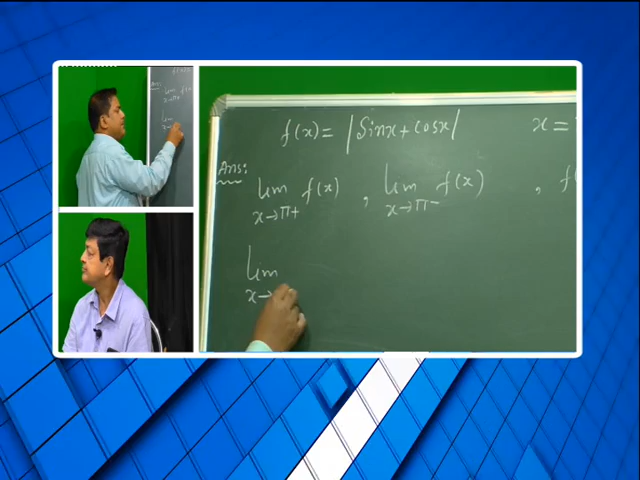 f(x) = |Sinx + Cosx| x =
Ans:
lim f(x) , lim f(x) , f(
x→π+ x→π−
lim
x→